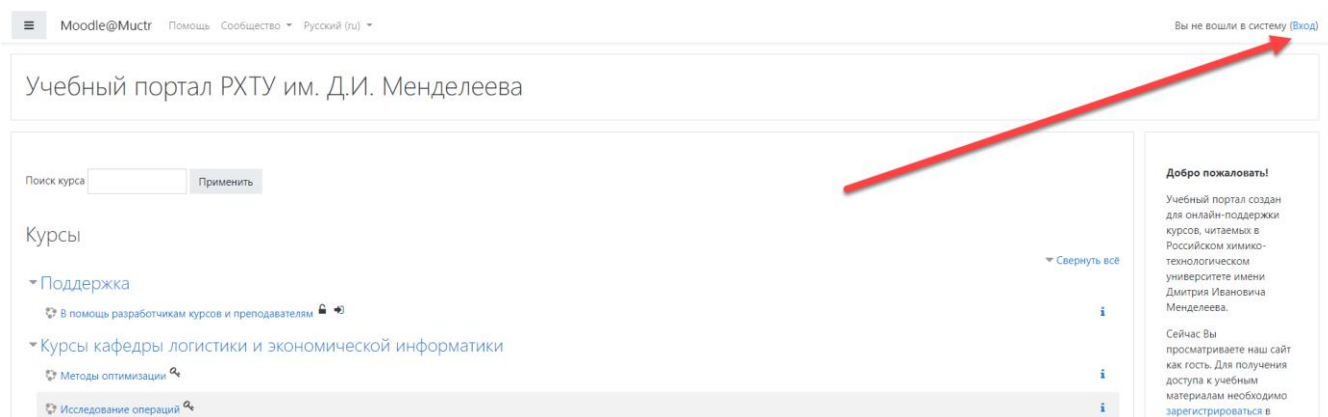 Moodle@Muctr Помощь Сообщество Русский (ru) Вы не вошли в систему (Вход)
Учебный портал РХТУ им. Д.И. Менделеева
Поиск курса Применить
Курсы
Свернуть всё
Поддержка
В помощь разработчикам курсов и преподавателям
Курсы кафедры логистики и экономической информатики
Методы оптимизации
Исследование операций
Добро пожаловать!
Учебный портал создан
для онлайн-поддержки
курсов, читаемых в
Российском химико-
технологическом
университете имени
Дмитрия Ивановича
Менделеева.
Сейчас Вы
просматриваете наш сайт
как гость. Для получения
доступа к учебным
материалам необходимо
зарегистрироваться в